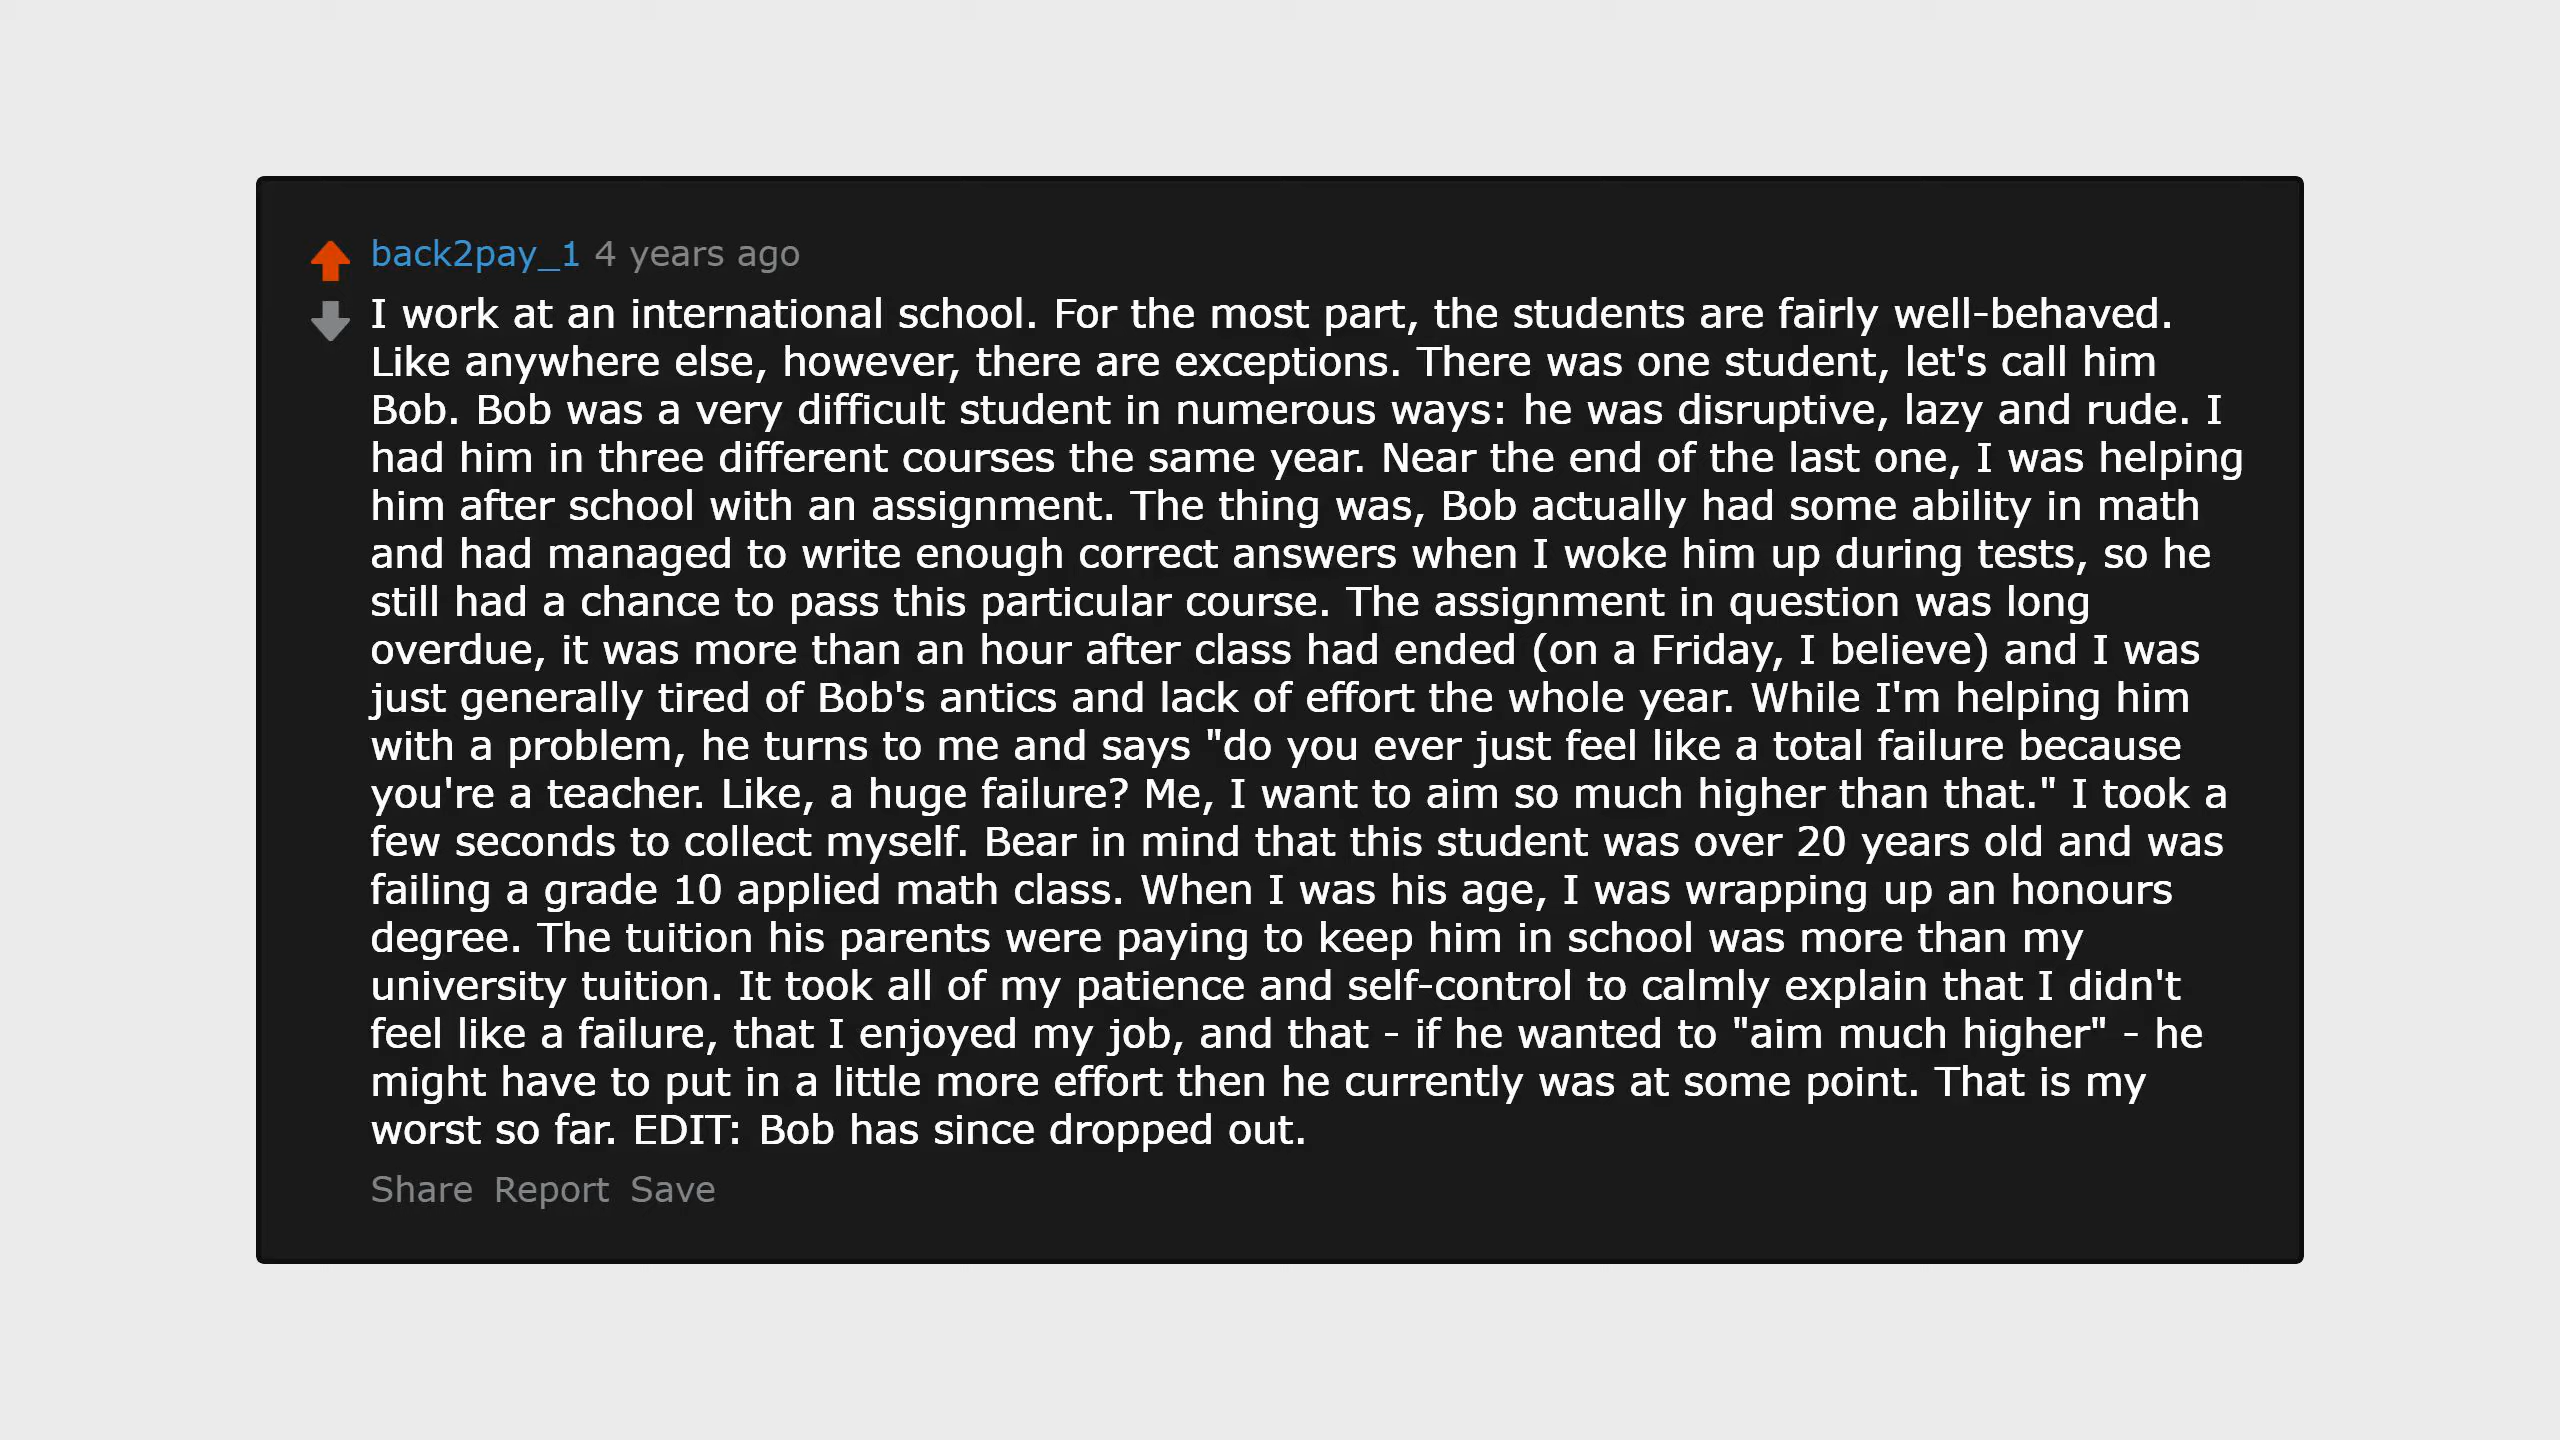 back2pay_1 4 years ago
I work at an international school. For the most part, the students are fairly well-behaved.
Like anywhere else, however, there are exceptions. There was one student, let's call him
Bob. Bob was a very difficult student in numerous ways: he was disruptive, lazy and rude. I
had him in three different courses the same year. Near the end of the last one, I was helping
him after school with an assignment. The thing was, Bob actually had some ability in math
and had managed to write enough correct answers when I woke him up during tests, so he
still had a chance to pass this particular course. The assignment in question was long
overdue, it was more than an hour after class had ended (on a Friday, I believe) and I was
just generally tired of Bob's antics and lack of effort the whole year. While I'm helping him
with a problem, he turns to me and says "do you ever just feel like a total failure because
you're a teacher. Like, a huge failure? Me, I want to aim so much higher than that." I took a
few seconds to collect myself. Bear in mind that this student was over 20 years old and was
failing a grade 10 applied math class. When I was his age, I was wrapping up an honours
degree. The tuition his parents were paying to keep him in school was more than my
university tuition. It took all of my patience and self-control to calmly explain that I didn't
feel like a failure, that I enjoyed my job, and that - if he wanted to "aim much higher" - he
might have to put in a little more effort then he currently was at some point. That is my
worst so far. EDIT: Bob has since dropped out.
Share Report Save